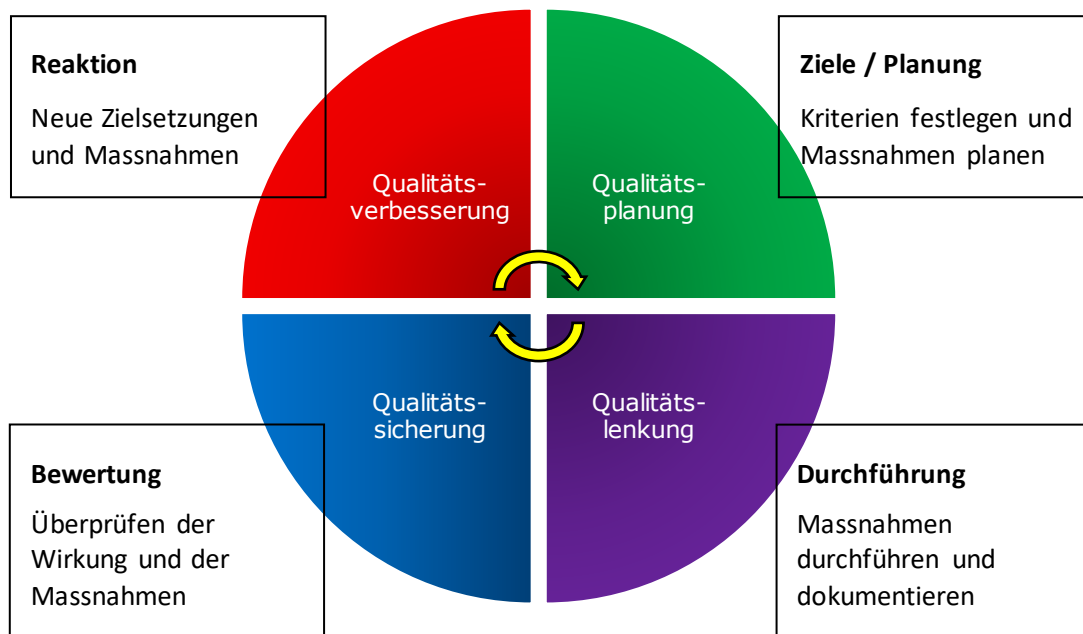 Reaktion
Neue Zielsetzungen
und Massnahmen
Ziele / Planung
Kriterien festlegen und
Massnahmen planen
Qualitäts-
verbesserung
Qualitäts-
planung
Qualitäts-
sicherung
Qualitäts-
lenkung
Bewertung
Überprüfen der
Wirkung und der
Massnahmen
Durchführung
Massnahmen
durchführen und
dokumentieren